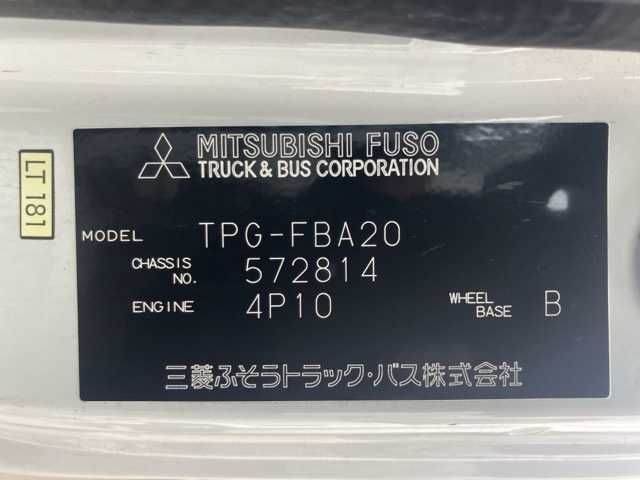 MITSUBISHI FUSO
TRUCK & BUS CORPORATION
LT 181
MODEL TPG-FBA20
CHASSIS NO. 572814
ENGINE 4P10 WHEEL BASE B
三菱ふそうトラック・バス株式会社